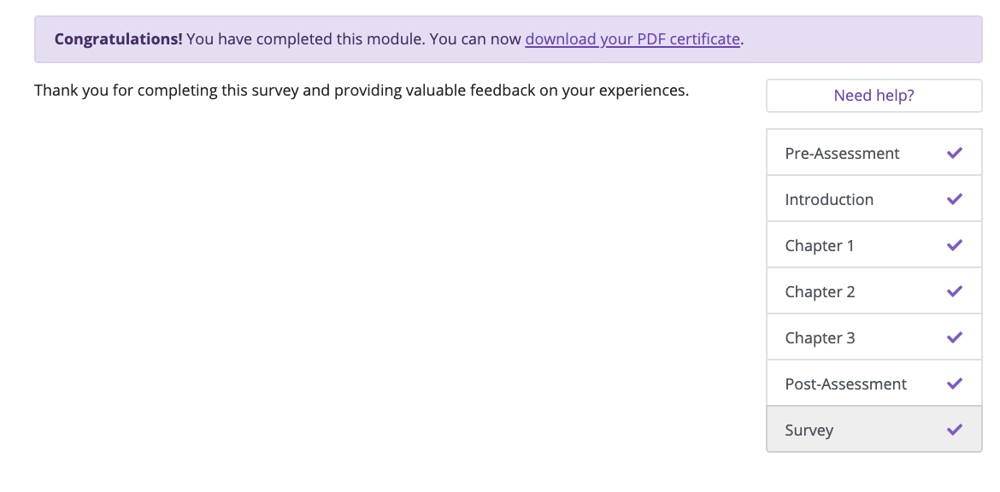 Congratulations! You have completed this module. You can now download your PDF certificate.
Thank you for completing this survey and providing valuable feedback on your experiences.
Need help?
Pre-Assessment
Introduction
Chapter 1
Chapter 2
Chapter 3
Post-Assessment
Survey